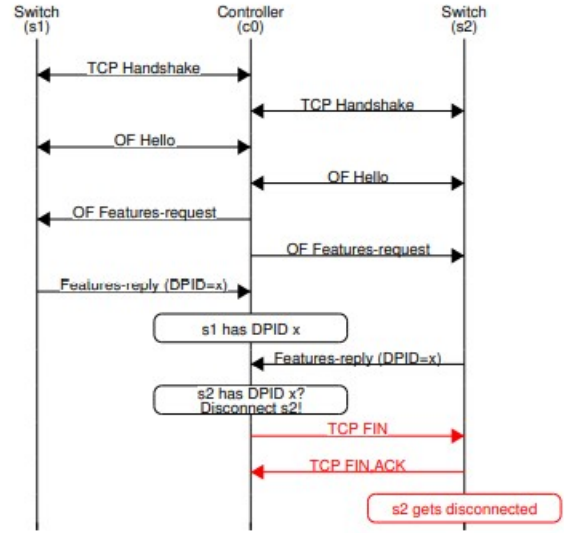 Switch
(s1)
Controller
(c0)
Switch
(s2)
TCP Handshake
TCP Handshake
OF Hello
OF Hello
OF Features-request
OF Features-request
Features-reply (DPID=x)
s1 has DPID x
Features-reply (DPID=x)
s2 has DPID x?
Disconnect s2!
TCP FIN
TCP FIN,ACK
s2 gets disconnected